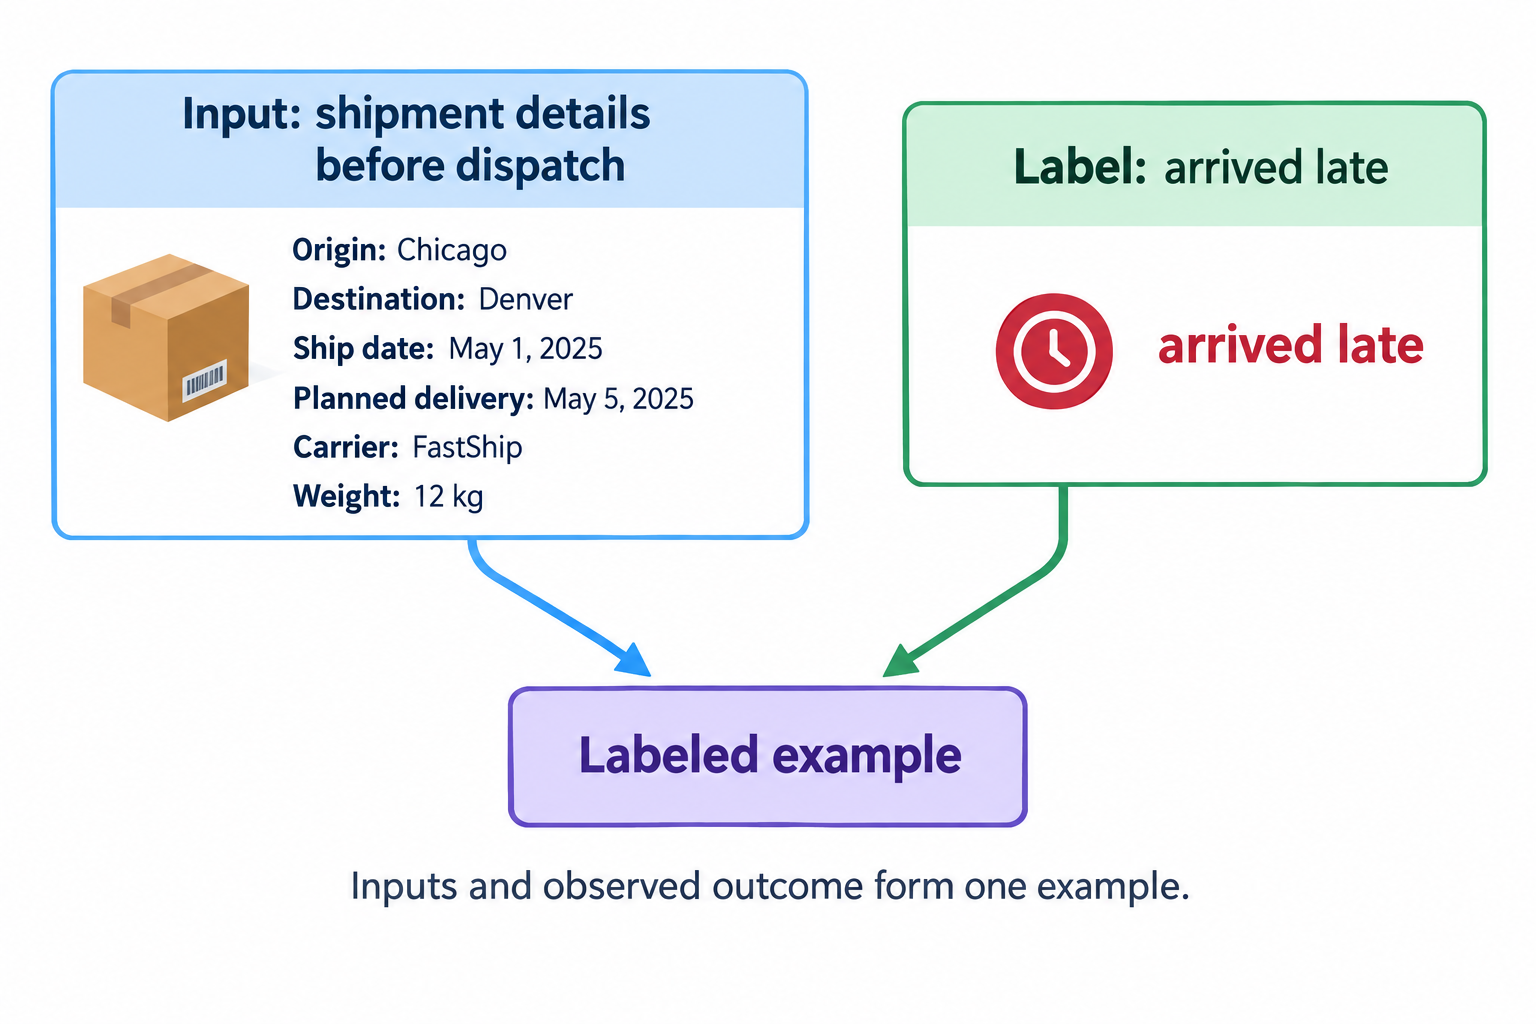 Input: shipment details
before dispatch
Origin: Chicago
Destination: Denver
Ship date: May 1, 2025
Planned delivery: May 5, 2025
Carrier: FastShip
Weight: 12 kg
Label: arrived late
arrived late
Labeled example
Inputs and observed outcome form one example.